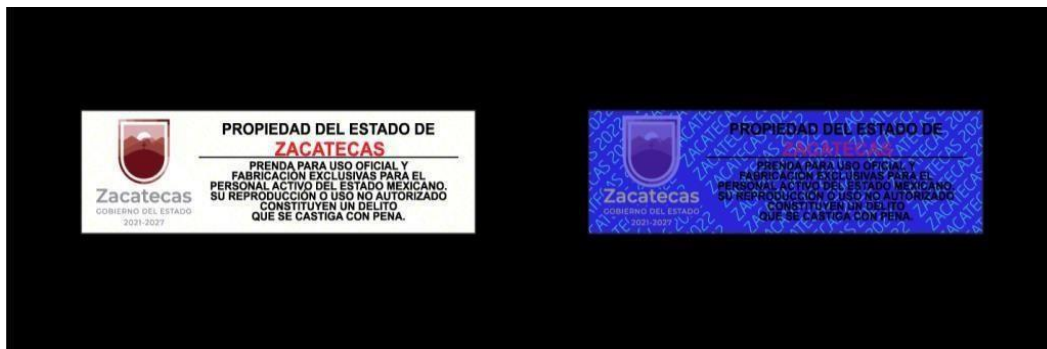 PROPIEDAD DEL ESTADO DE
ZACATECAS
PRENDA PARA USO OFICIAL Y
FABRICACIÓN EXCLUSIVAS PARA EL
PERSONAL ACTIVO DEL ESTADO MEXICANO.
SU REPRODUCCIÓN O USO NO AUTORIZADO
CONSTITUYEN UN DELITO
QUE SE CASTIGA CON PENA.
Zacatecas
GOBIERNO DEL ESTADO
2021-2027
PROPIEDAD DEL ESTADO DE
ZACATECAS
PRENDA PARA USO OFICIAL Y
FABRICACIÓN EXCLUSIVAS PARA EL
PERSONAL ACTIVO DEL ESTADO MEXICANO.
SU REPRODUCCIÓN O USO NO AUTORIZADO
CONSTITUYEN UN DELITO
QUE SE CASTIGA CON PENA.
Zacatecas
GOBIERNO DEL ESTADO
2021-2027
ZACATECAS 2022